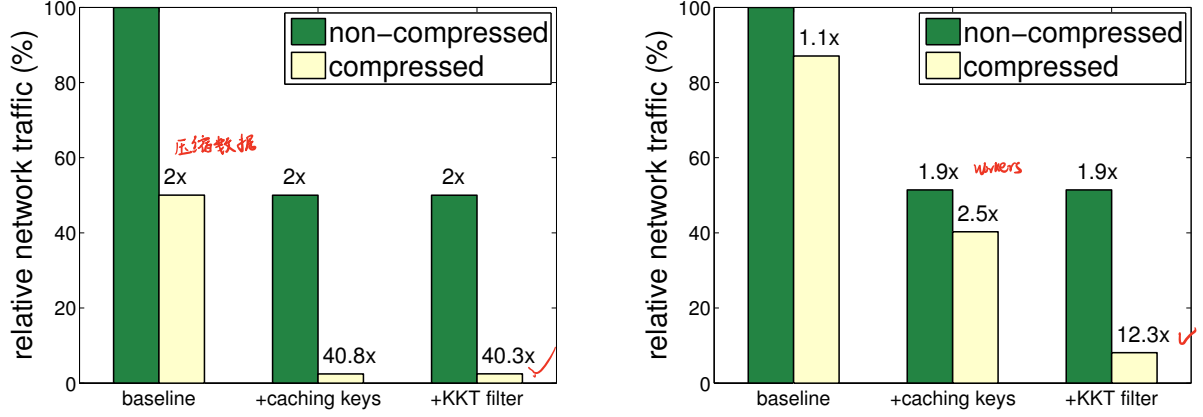 relative network traffic (%)
100
80
60
40
20
0
non-compressed
compressed
压缩数据
2x
2x
40.8x
2x
40.3x
baseline
+caching keys
+KKT filter
relative network traffic (%)
100
80
60
40
20
0
non-compressed
compressed
1.1x
1.9x
workers
2.5x
1.9x
12.3x
baseline
+caching keys
+KKT filter